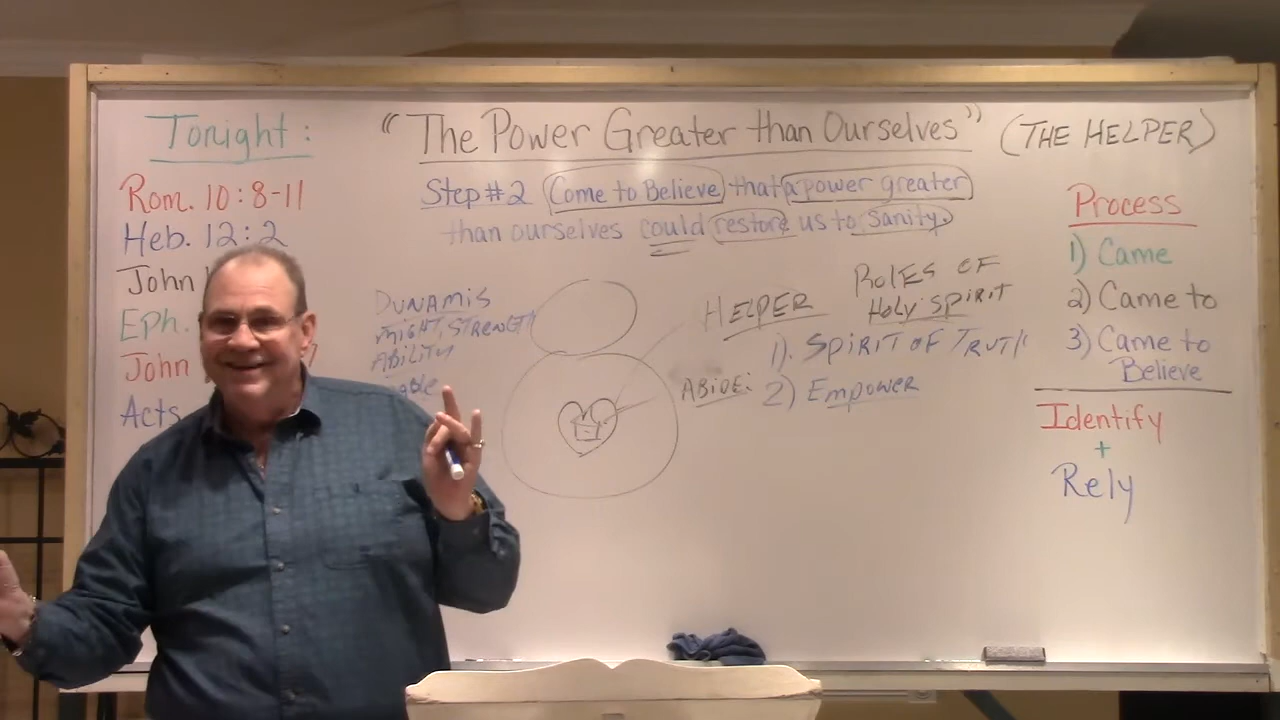 Tonight:
Rom. 10:8-11
Heb. 12:2
John
Eph.
John
Acts
"The Power Greater than Ourselves" (THE HELPER)
Step #2 Come to Believe that a power greater
than ourselves could restore us to sanity.
DUNAMIS
MIGHT, STRENGTH
ABILITY
HELPER
ROLES OF
HOLY SPIRIT
1). SPIRIT OF TRUTH
ABIDE: 2) EMPOWER
Process
1) Came
2) Came to
3) Came to
Believe
Identify
+
Rely